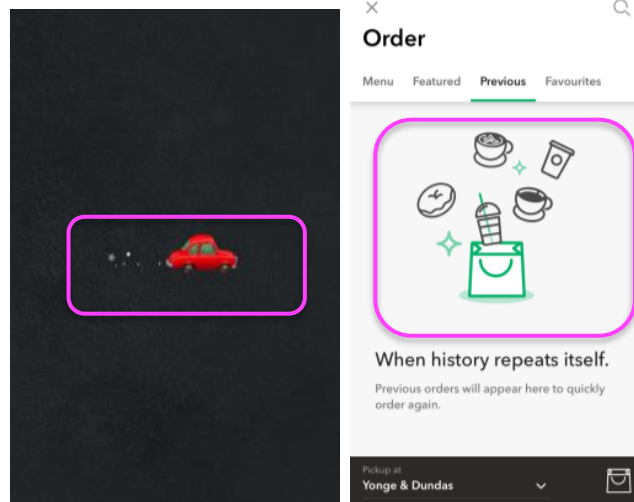 Order
Menu Featured Previous Favourites
When history repeats itself.
Previous orders will appear here to quickly
order again.
Pickup at
Yonge & Dundas